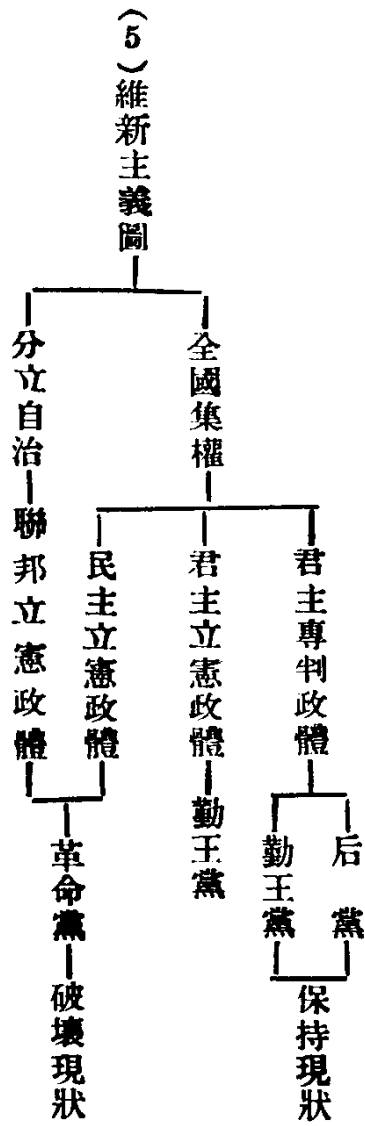 （5）維新主義圖
全國集權
君主專判政體
后黨
勤王黨
保持現狀
君主立憲政體
勤王黨
民主立憲政體
分立自治
聯邦立憲政體
革命黨
破壞現狀